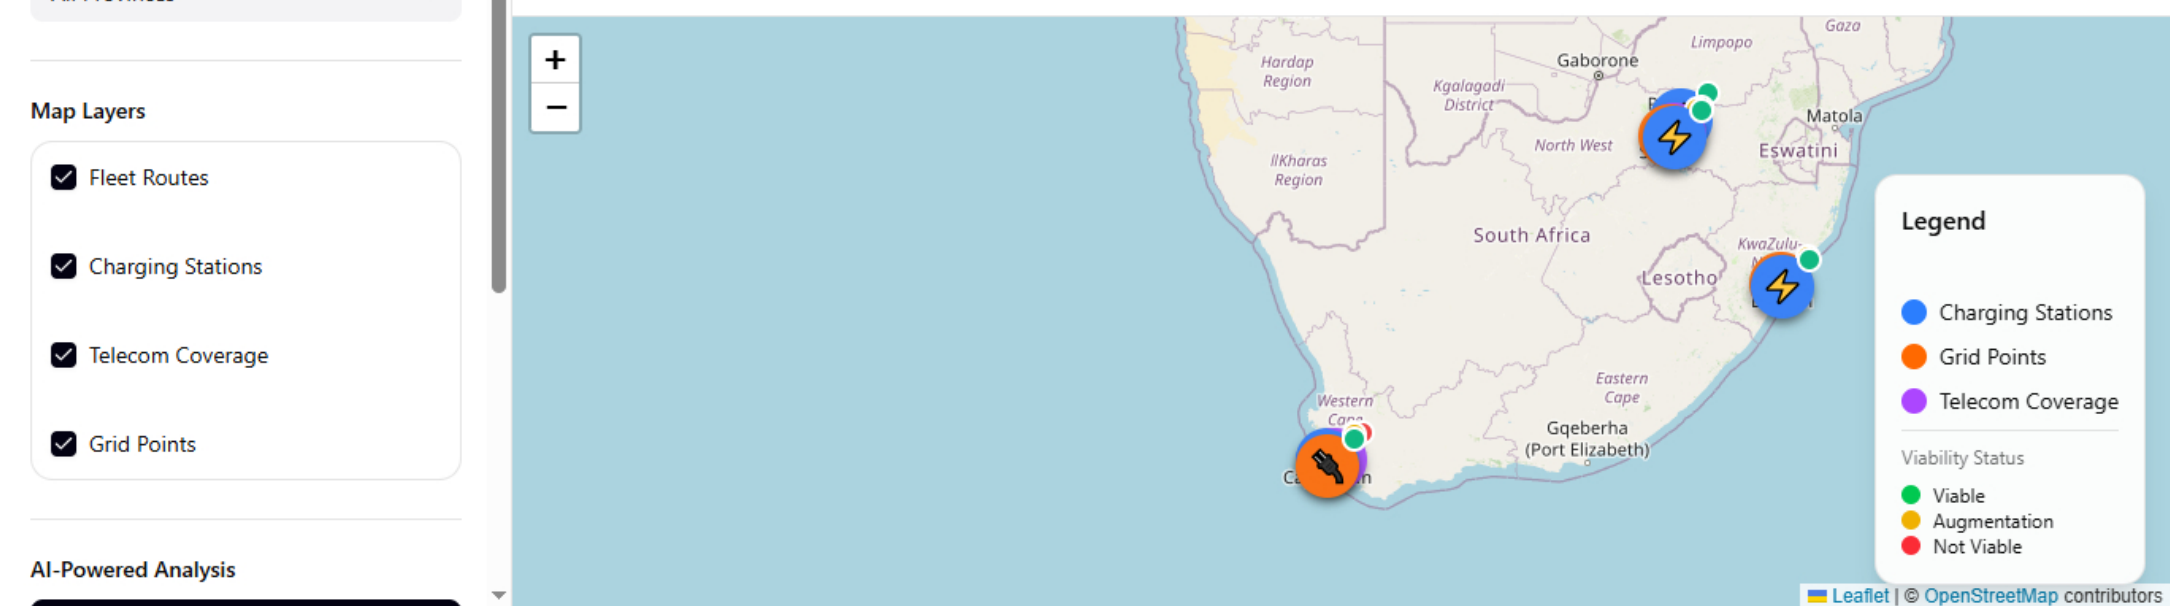 Map Layers
Fleet Routes
Charging Stations
Telecom Coverage
Grid Points
AI-Powered Analysis
+
−
Hardap
Region
Kgalagadi
District
Gaborone
Limpopo
Gaza
Matola
North West
Eswatini
IlKharas
Region
South Africa
KwaZulu-
Lesotho
Western
Cape
Eastern
Cape
Gqeberha
(Port Elizabeth)
Legend
Charging Stations
Grid Points
Telecom Coverage
Viability Status
Viable
Augmentation
Not Viable
Leaflet | © OpenStreetMap contributors